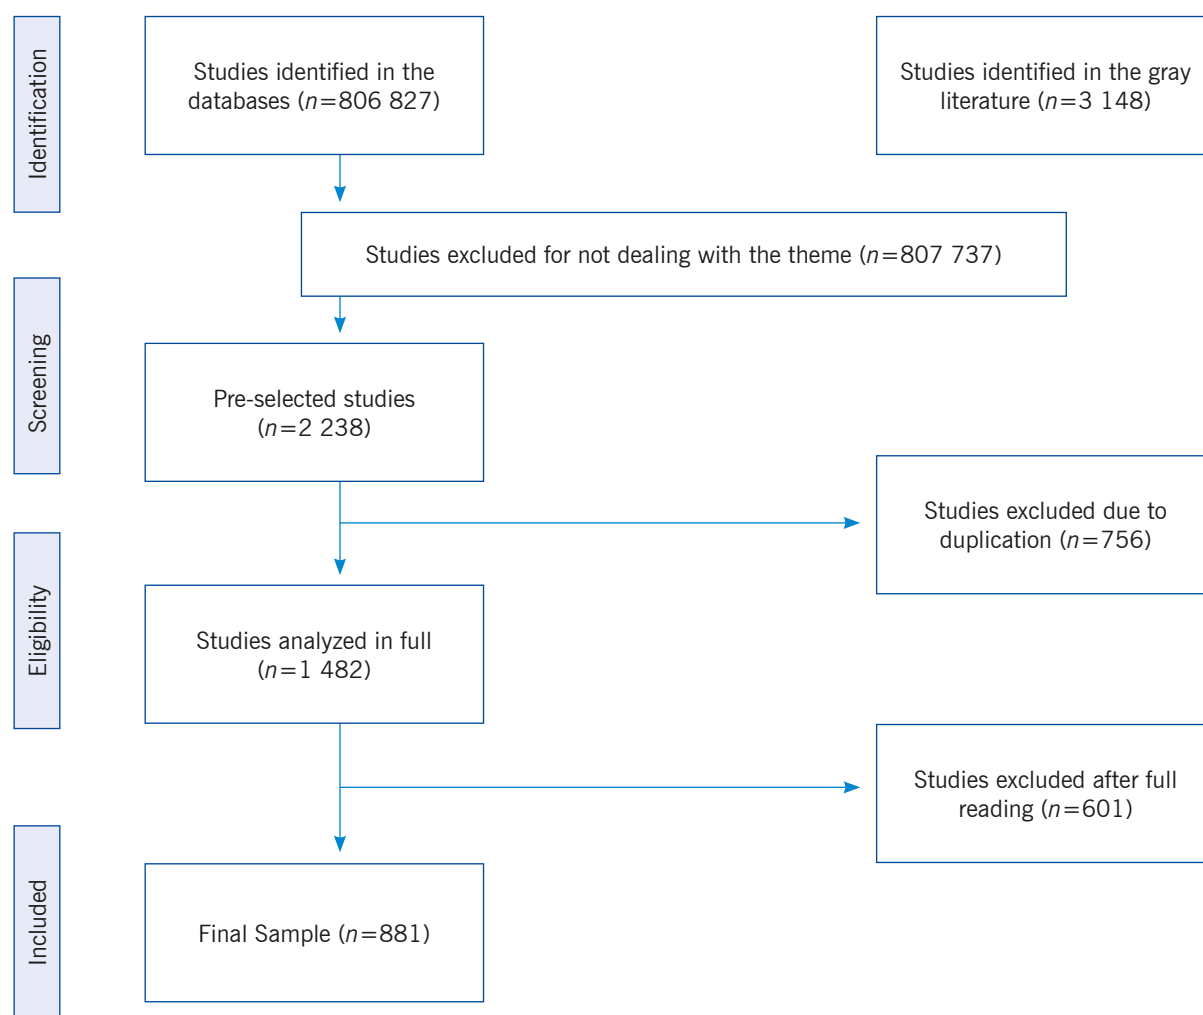 Identification
Studies identified in the
databases (n=806 827)
Studies identified in the gray
literature (n=3 148)
Studies excluded for not dealing with the theme (n=807 737)
Screening
Pre-selected studies
(n=2 238)
Studies excluded due to
duplication (n=756)
Eligibility
Studies analyzed in full
(n=1 482)
Studies excluded after full
reading (n=601)
Included
Final Sample (n=881)